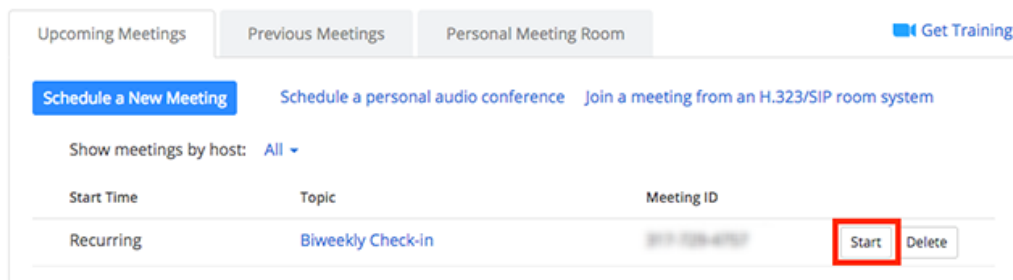 Upcoming Meetings Previous Meetings Personal Meeting Room Get Training
Schedule a New Meeting Schedule a personal audio conference Join a meeting from an H.323/SIP room system
Show meetings by host: All
Start Time Topic Meeting ID
Recurring Biweekly Check-in Start Delete